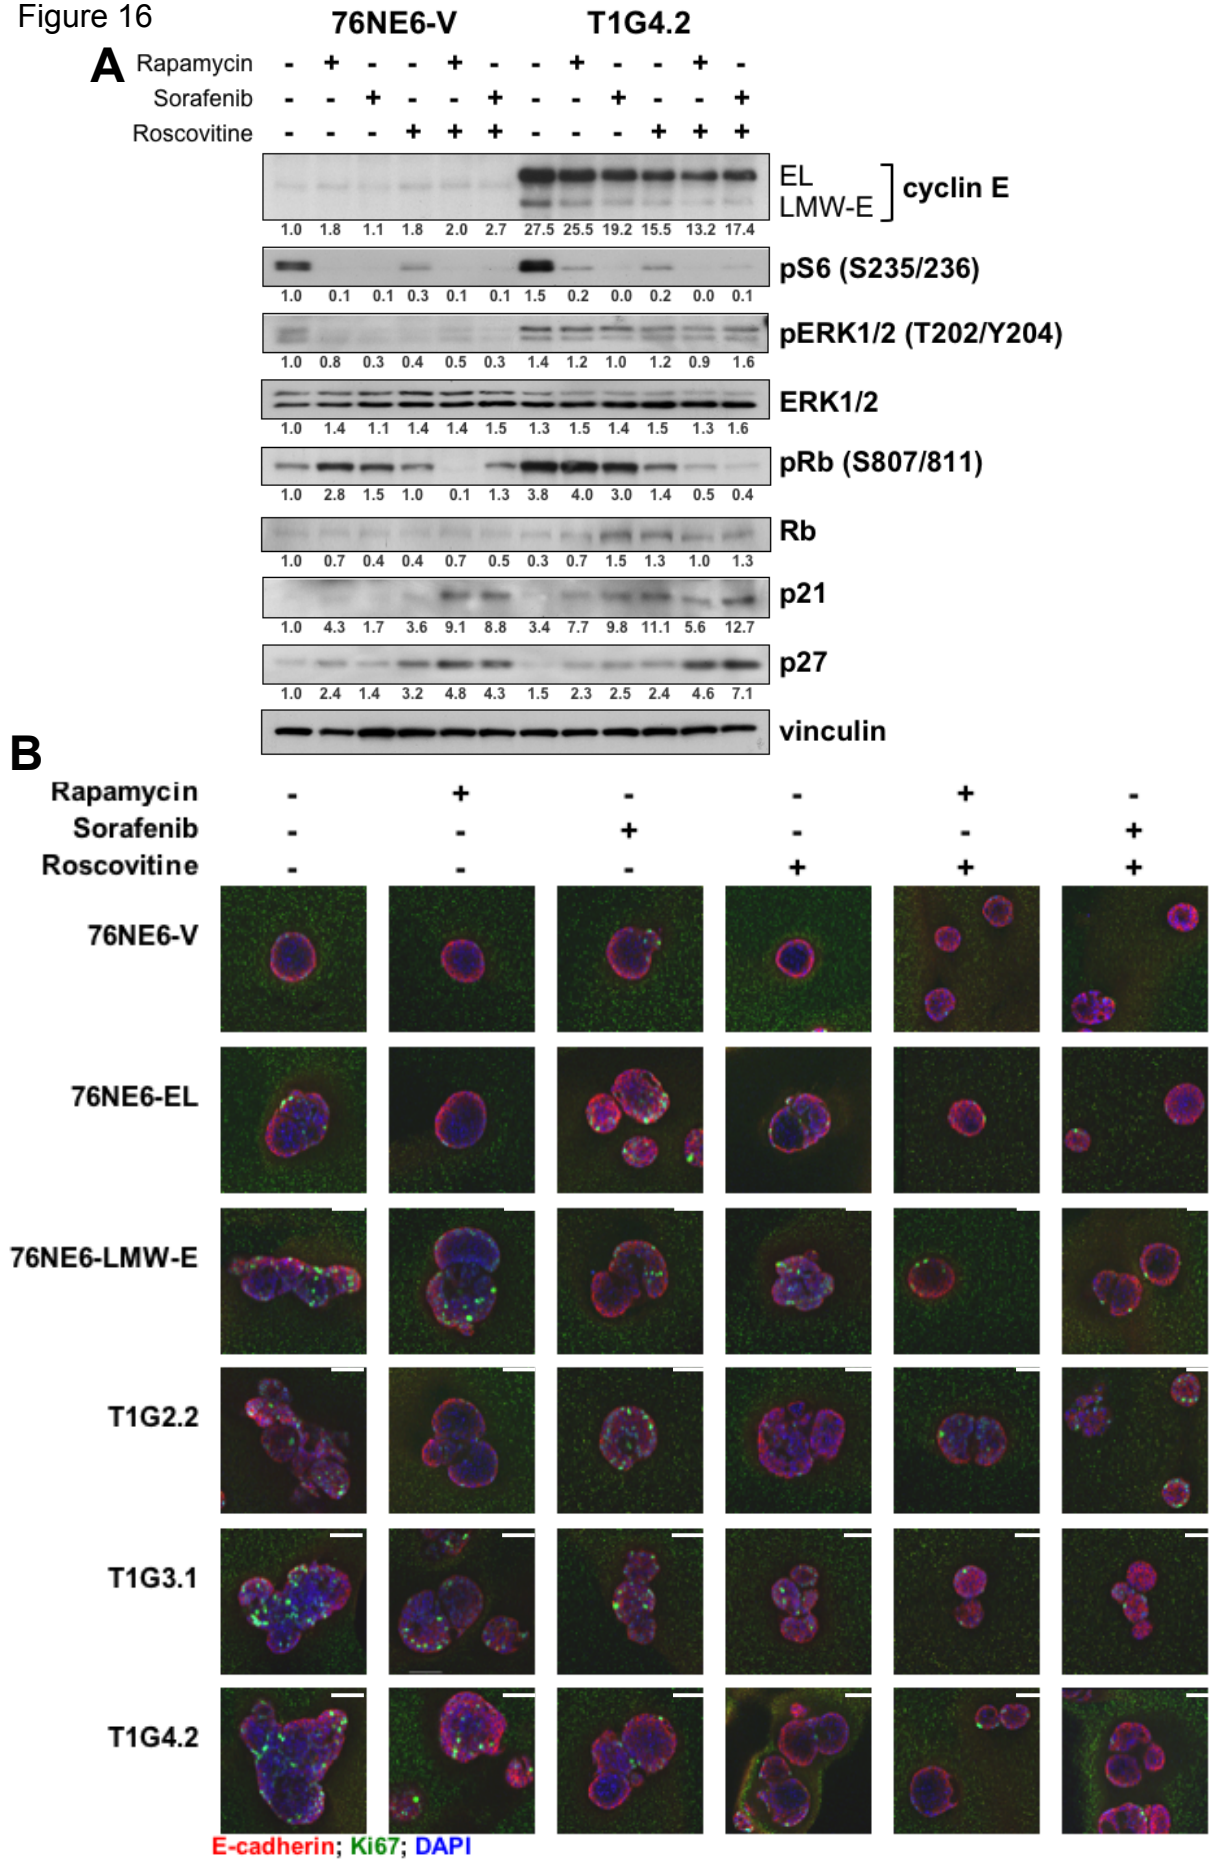 Figure 16
76NE6-V T1G4.2
A
Rapamycin - + - - + - - + - - + -
Sorafenib - - + - - + - - + - - +
Roscovitine - - - + + + - - - + + +
EL
LMW-E
cyclin E
1.0 1.8 1.1 1.8 2.0 2.7 27.5 25.5 19.2 15.5 13.2 17.4
pS6 (S235/236)
1.0 0.1 0.1 0.3 0.1 0.1 1.5 0.2 0.0 0.2 0.0 0.1
pERK1/2 (T202/Y204)
1.0 0.8 0.3 0.4 0.5 0.3 1.4 1.2 1.0 1.2 0.9 1.6
ERK1/2
1.0 1.4 1.1 1.4 1.4 1.5 1.3 1.5 1.4 1.5 1.3 1.6
pRb (S807/811)
1.0 2.8 1.5 1.0 0.1 1.3 3.8 4.0 3.0 1.4 0.5 0.4
Rb
1.0 0.7 0.4 0.4 0.7 0.5 0.3 0.7 1.5 1.3 1.0 1.3
p21
1.0 4.3 1.7 3.6 9.1 8.8 3.4 7.7 9.8 11.1 5.6 12.7
p27
1.0 2.4 1.4 3.2 4.8 4.3 1.5 2.3 2.5 2.4 4.6 7.1
vinculin
B
Rapamycin - + - - + -
Sorafenib - - + - - +
Roscovitine - - - + + +
76NE6-V
76NE6-EL
76NE6-LMW-E
T1G2.2
T1G3.1
T1G4.2
E-cadherin; Ki67; DAPI